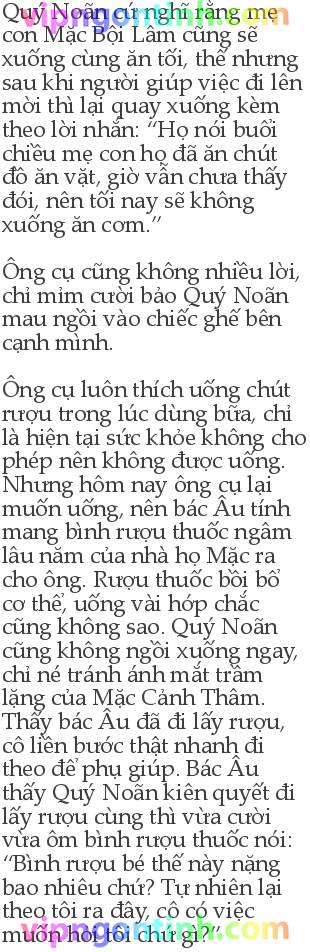 Quý Noãn cứ nghĩ rằng mẹ
con Mặc Bội Lâm cũng sẽ
xuống cùng ăn tối, thế nhưng
sau khi người giúp việc đi lên
mời thì lại quay xuống kèm
theo lời nhắn: “Họ nói buổi
chiều mẹ con họ đã ăn chút
đồ ăn vặt, giờ vẫn chưa thấy
đói, nên tối nay sẽ không
xuống ăn cơm.”
Ông cụ cũng không nhiều lời,
chỉ mỉm cười bảo Quý Noãn
mau ngồi vào chiếc ghế bên
cạnh mình.
Ông cụ luôn thích uống chút
rượu trong lúc dùng bữa, chỉ
là hiện tại sức khỏe không cho
phép nên không được uống.
Nhưng hôm nay ông cụ lại
muốn uống, nên bác Âu tính
mang bình rượu thuốc ngâm
lâu năm của nhà họ Mặc ra
cho ông. Rượu thuốc bồi bổ
cơ thể, uống vài hớp chắc
cũng không sao. Quý Noãn
cũng không ngồi xuống ngay,
chỉ né tránh ánh mắt trầm
lặng của Mặc Cảnh Thâm.
Thấy bác Âu đã đi lấy rượu,
cô liền bước thật nhanh đi
theo để phụ giúp. Bác Âu
thấy Quý Noãn kiên quyết đi
lấy rượu cùng thì vừa cười
vừa ôm bình rượu thuốc nói:
“Bình rượu bé thế này nặng
bao nhiêu chứ? Tự nhiên lại
theo tôi ra đây, cô có việc
muốn hỏi tôi chứ gì?”
vipngontinh.com
vipngontinh.com